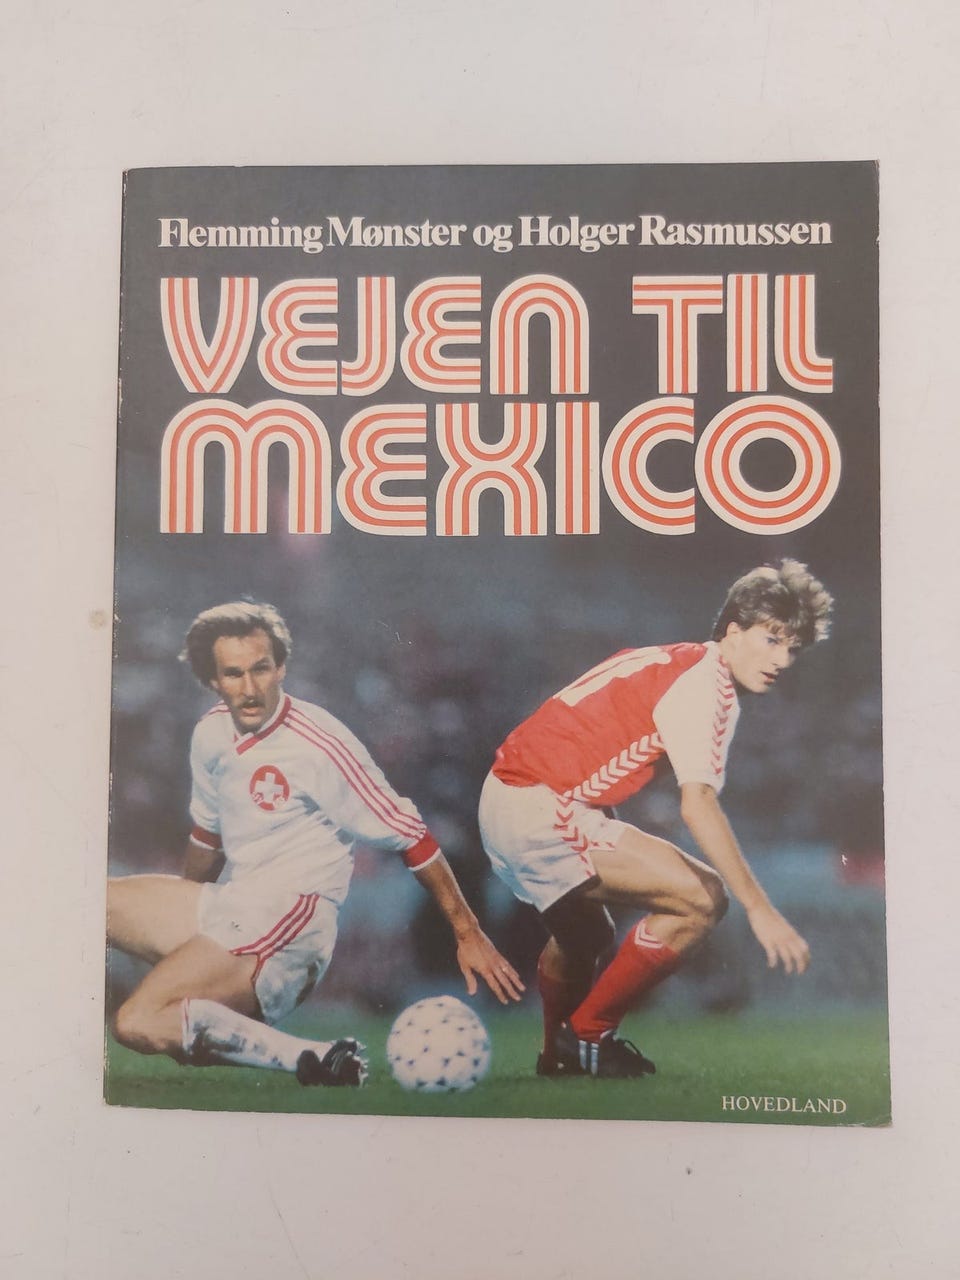 Flemming Mønster og Holger Rasmussen
VEJEN TIL
MEXICO
HOVEDLAND